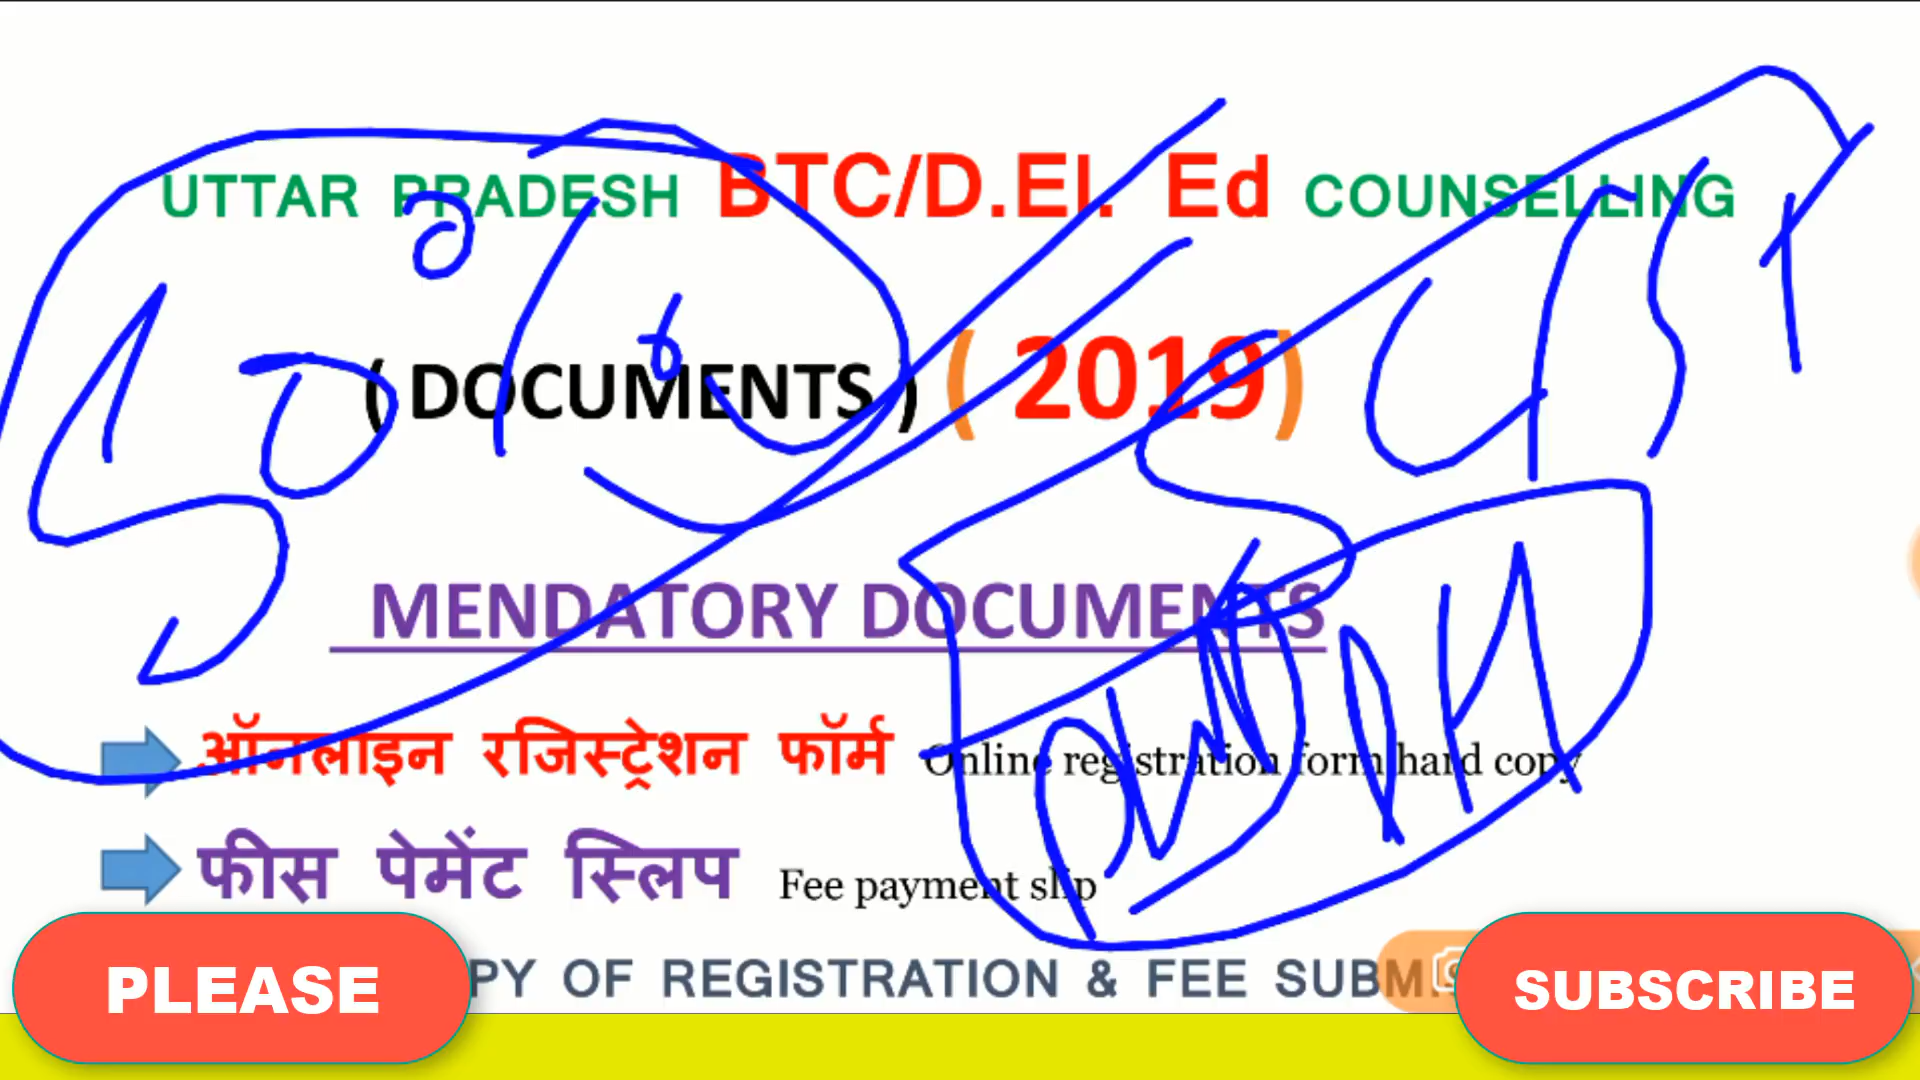 UTTAR PRADESH BTC/D.El. Ed COUNSELLING
( DOCUMENTS ) ( 2019 )
MENDATORY DOCUMENTS
ऑनलाइन रजिस्ट्रेशन फॉर्म Online registration form hard copy
फीस पेमेंट स्लिप Fee payment slip
PY OF REGISTRATION & FEE SUBM
PLEASE
SUBSCRIBE